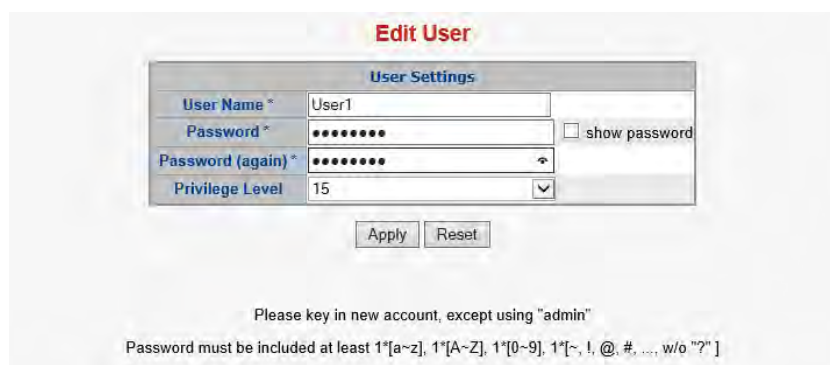 Edit User
User Settings
User Name * User1
Password * ●●●●●●●● show password
Password (again) * ●●●●●●●●
Privilege Level 15
Apply Reset
Please key in new account, except using "admin"
Password must be included at least 1*[a~z], 1*[A~Z], 1*[0~9], 1*[~, !, @, #, ..., w/o "?" ]